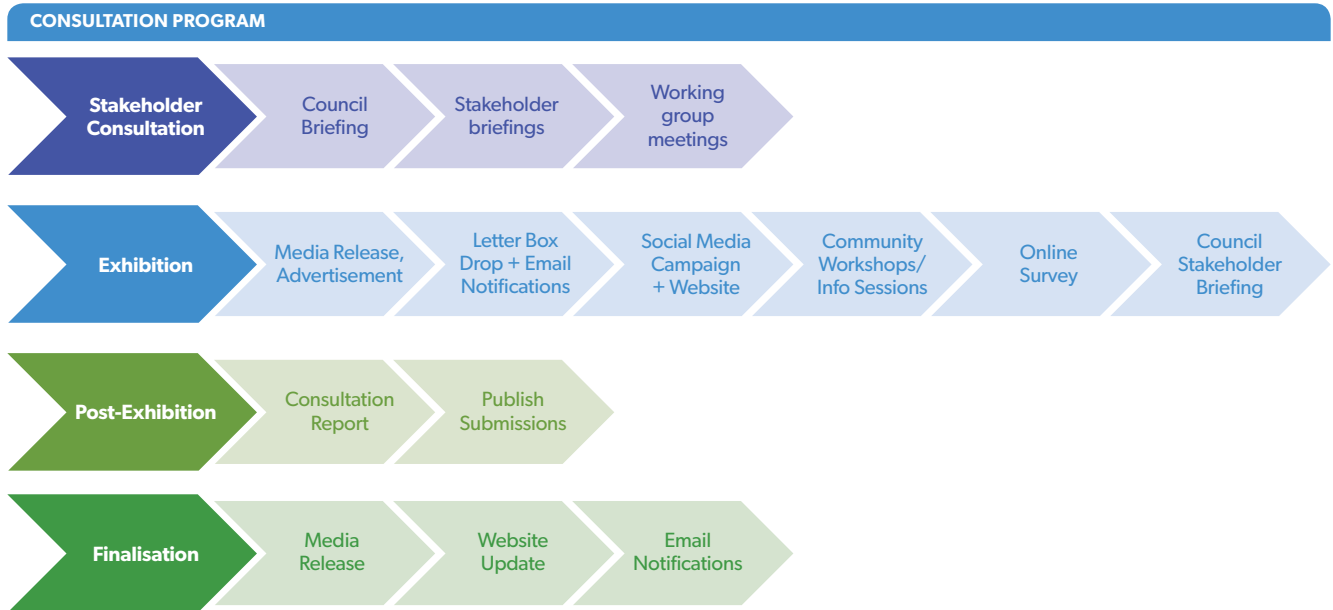 CONSULTATION PROGRAM
Stakeholder
Consultation
Council
Briefing
Stakeholder
briefings
Working
group
meetings
Exhibition
Media Release,
Advertisement
Letter Box
Drop + Email
Notifications
Social Media
Campaign
+ Website
Community
Workshops/
Info Sessions
Online
Survey
Council
Stakeholder
Briefing
Post-Exhibition
Consultation
Report
Publish
Submissions
Finalisation
Media
Release
Website
Update
Email
Notifications